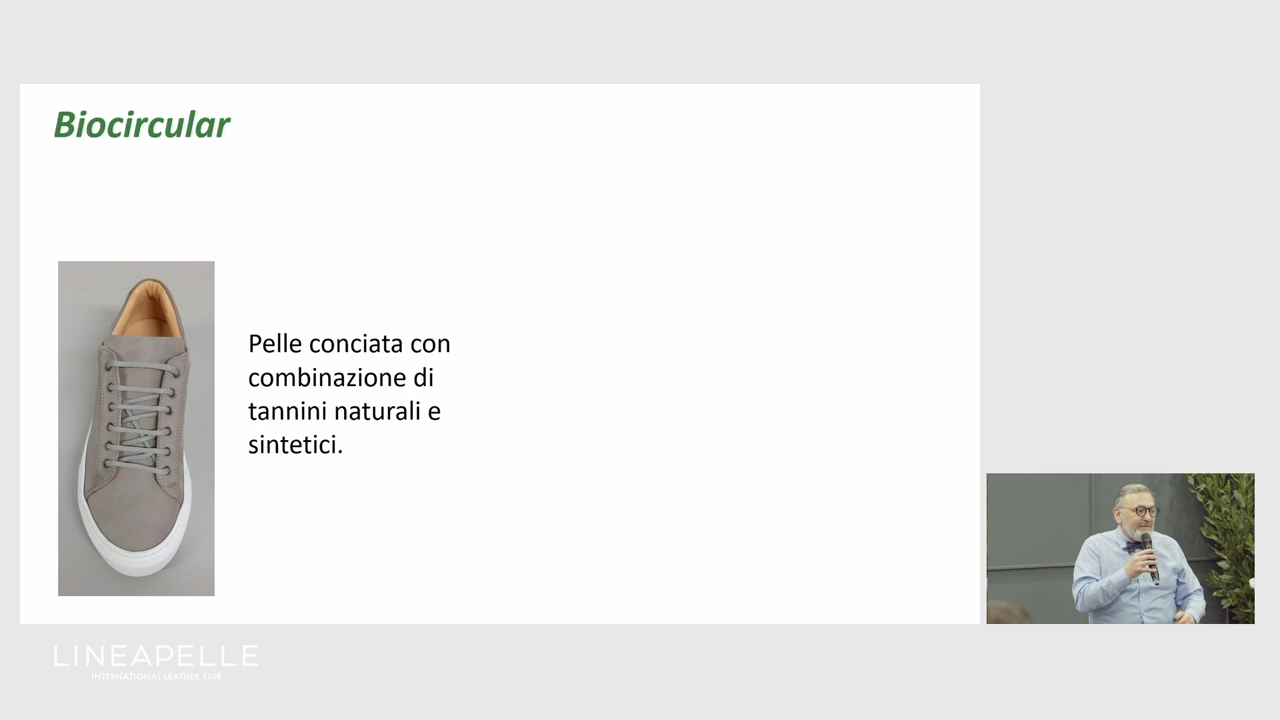 Biocircular
Pelle conciata con
combinazione di
tannini naturali e
sintetici.
LINEAPELLE
INTERNATIONAL LEATHER FAIR